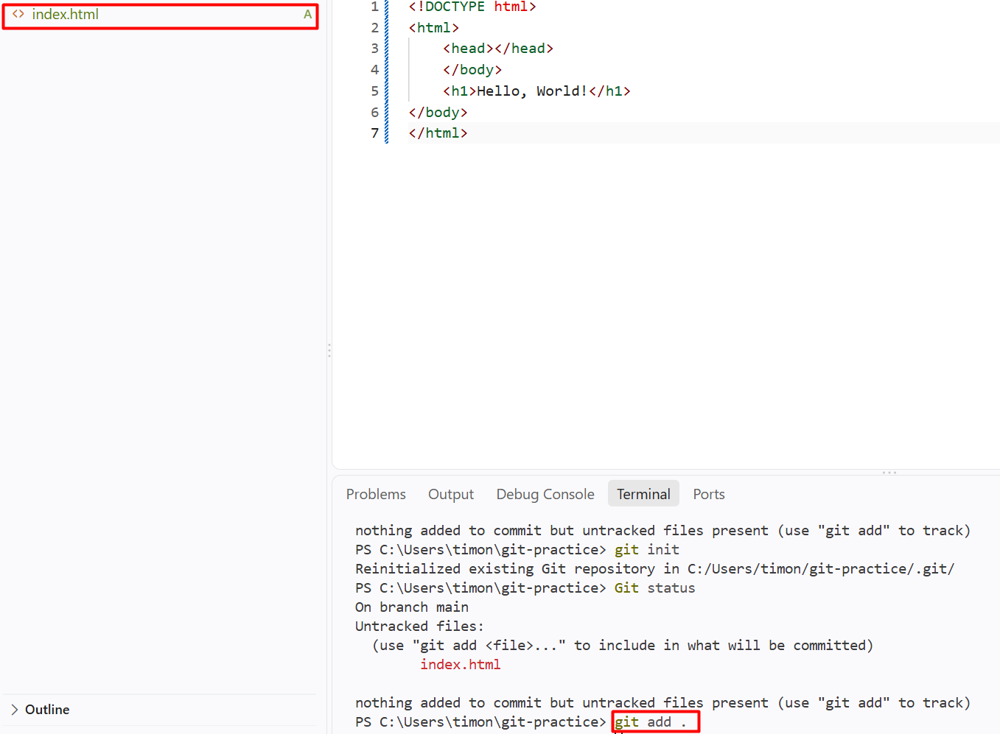 <> index.html A
1 <!DOCTYPE html>
2 <html>
3 <head></head>
4 </body>
5 <h1>Hello, World!</h1>
6 </body>
7 </html>
Problems Output Debug Console Terminal Ports
nothing added to commit but untracked files present (use "git add" to track)
PS C:\Users\timon\git-practice> git init
Reinitialized existing Git repository in C:/Users/timon/git-practice/.git/
PS C:\Users\timon\git-practice> Git status
On branch main
Untracked files:
(use "git add <file>..." to include in what will be committed)
index.html
nothing added to commit but untracked files present (use "git add" to track)
PS C:\Users\timon\git-practice> git add .
> Outline